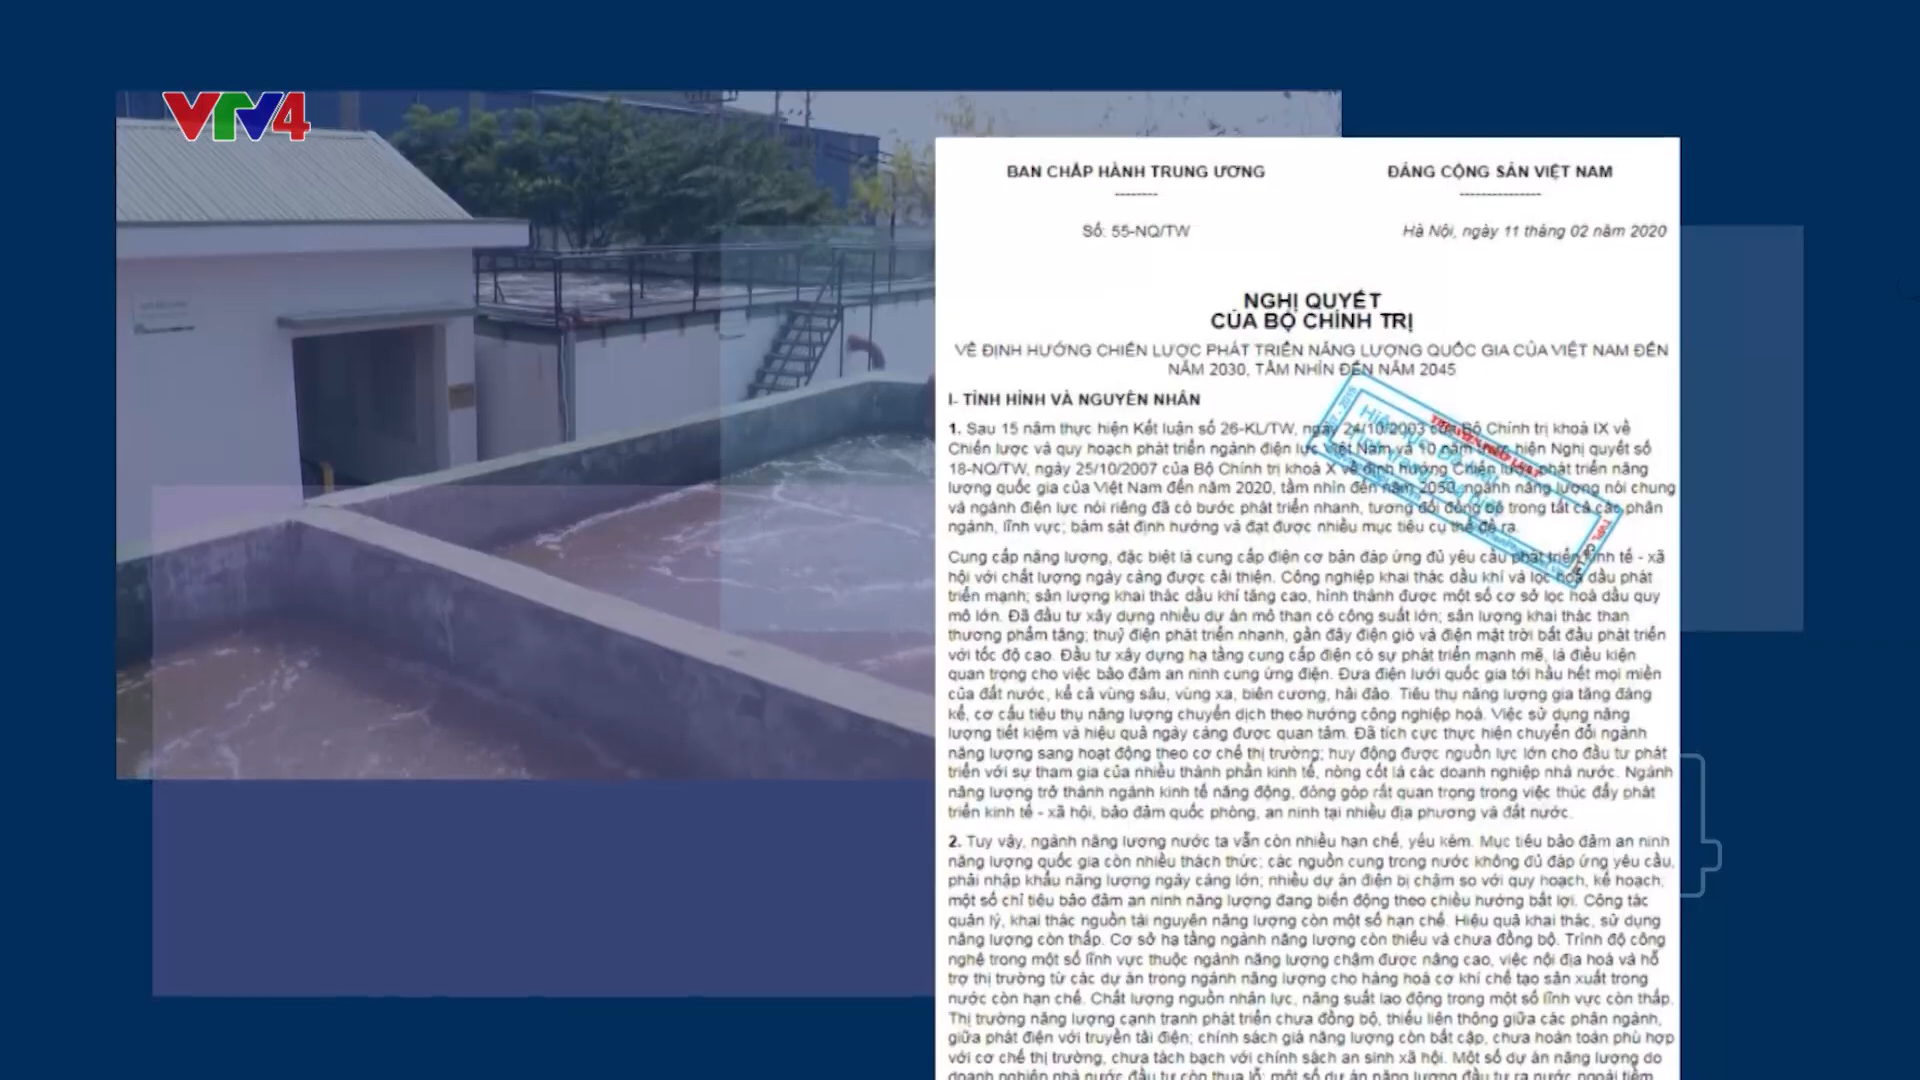 VTV4
BAN CHẤP HÀNH TRUNG ƯƠNG
--------
ĐẢNG CỘNG SẢN VIỆT NAM
---------------
Số: 55-NQ/TW
Hà Nội, ngày 11 tháng 02 năm 2020
NGHỊ QUYẾT
CỦA BỘ CHÍNH TRỊ
VỀ ĐỊNH HƯỚNG CHIẾN LƯỢC PHÁT TRIỂN NĂNG LƯỢNG QUỐC GIA CỦA VIỆT NAM ĐẾN
NĂM 2030, TẦM NHÌN ĐẾN NĂM 2045
I- TÌNH HÌNH VÀ NGUYÊN NHÂN
1. Sau 15 năm thực hiện Kết luận số 26-KL/TW, ngày 24/10/2003 của Bộ Chính trị khoá IX về
Chiến lược và quy hoạch phát triển ngành điện lực Việt Nam và 10 năm thực hiện Nghị quyết số
18-NQ/TW, ngày 25/10/2007 của Bộ Chính trị khoá X về định hướng Chiến lược phát triển năng
lượng quốc gia của Việt Nam đến năm 2020, tầm nhìn đến năm 2050, ngành năng lượng nói chung
và ngành điện lực nói riêng đã có bước phát triển nhanh, tương đối đồng bộ trong tất cả các phân
ngành, lĩnh vực; bám sát định hướng và đạt được nhiều mục tiêu cụ thể đề ra.
Cung cấp năng lượng, đặc biệt là cung cấp điện cơ bản đáp ứng đủ yêu cầu phát triển kinh tế - xã
hội với chất lượng ngày càng được cải thiện. Công nghiệp khai thác dầu khí và lọc hoá dầu phát
triển mạnh; sản lượng khai thác dầu khí tăng cao, hình thành được một số cơ sở lọc hoá dầu quy
mô lớn. Đã đầu tư xây dựng nhiều dự án mỏ than có công suất lớn; sản lượng khai thác than
thương phẩm tăng; thuỷ điện phát triển nhanh, gần đây điện gió và điện mặt trời bắt đầu phát triển
với tốc độ cao. Đầu tư xây dựng hạ tầng cung cấp điện có sự phát triển mạnh mẽ, là điều kiện
quan trọng cho việc bảo đảm an ninh cung ứng điện. Đưa điện lưới quốc gia tới hầu hết mọi miền
của đất nước, kể cả vùng sâu, vùng xa, biên cương, hải đảo. Tiêu thụ năng lượng gia tăng đáng
kể, cơ cấu tiêu thụ năng lượng chuyển dịch theo hướng công nghiệp hoá. Việc sử dụng năng
lượng tiết kiệm và hiệu quả ngày càng được quan tâm. Đã tích cực thực hiện chuyển đổi ngành
năng lượng sang hoạt động theo cơ chế thị trường; huy động được nguồn lực lớn cho đầu tư phát
triển với sự tham gia của nhiều thành phần kinh tế, nòng cốt là các doanh nghiệp nhà nước. Ngành
năng lượng trở thành ngành kinh tế năng động, đóng góp rất quan trọng trong việc thúc đẩy phát
triển kinh tế - xã hội, bảo đảm quốc phòng, an ninh tại nhiều địa phương và đất nước.
2. Tuy vậy, ngành năng lượng nước ta vẫn còn nhiều hạn chế, yếu kém. Mục tiêu bảo đảm an ninh
năng lượng quốc gia còn nhiều thách thức; các nguồn cung trong nước không đủ đáp ứng yêu cầu,
phải nhập khẩu năng lượng ngày càng lớn; nhiều dự án điện bị chậm so với quy hoạch, kế hoạch;
một số chỉ tiêu bảo đảm an ninh năng lượng đang biến động theo chiều hướng bất lợi. Công tác
quản lý, khai thác nguồn tài nguyên năng lượng còn một số hạn chế. Hiệu quả khai thác, sử dụng
năng lượng còn thấp. Cơ sở hạ tầng ngành năng lượng còn thiếu và chưa đồng bộ. Trình độ công
nghệ trong một số lĩnh vực thuộc ngành năng lượng chậm được nâng cao, việc nội địa hoá và hỗ
trợ thị trường từ các dự án trong ngành năng lượng cho hàng hoá cơ khí chế tạo sản xuất trong
nước còn hạn chế. Chất lượng nguồn nhân lực, năng suất lao động trong một số lĩnh vực còn thấp.
Thị trường năng lượng cạnh tranh phát triển chưa đồng bộ, thiếu liên thông giữa các phân ngành,
giữa phát điện với truyền tải điện; chính sách giá năng lượng còn bất cập, chưa hoàn toàn phù hợp
với cơ chế thị trường, chưa tách bạch với chính sách an sinh xã hội. Một số dự án năng lượng do
doanh nghiệp nhà nước đầu tư còn thua lỗ; một số dự án năng lượng đầu tư ra nước ngoài tiềm